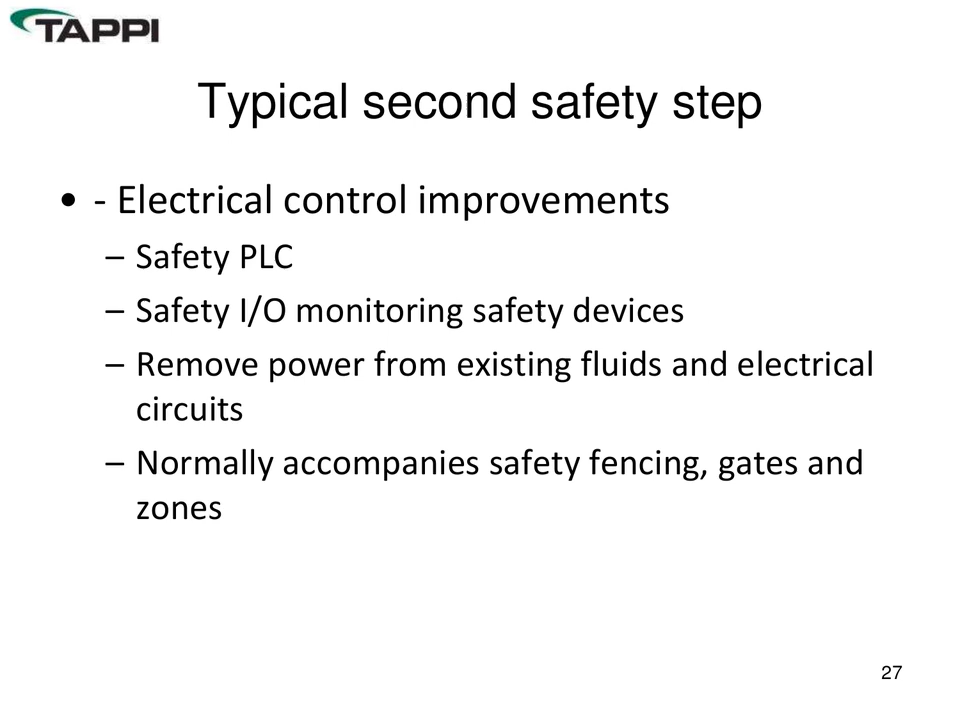 TAPPI
Typical second safety step
• - Electrical control improvements
– Safety PLC
– Safety I/O monitoring safety devices
– Remove power from existing fluids and electrical
circuits
– Normally accompanies safety fencing, gates and
zones
27